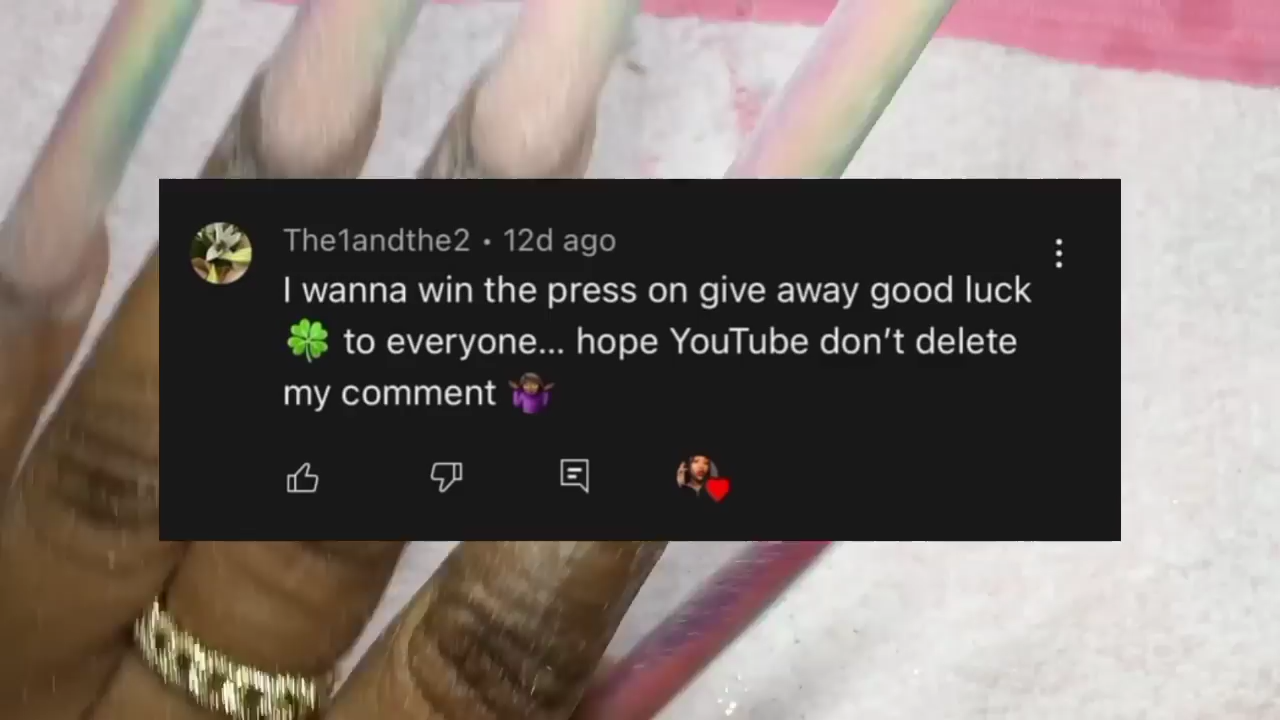 The1andthe2 • 12d ago
I wanna win the press on give away good luck
🍀 to everyone... hope YouTube don’t delete
my comment 🤷🏾‍♀️